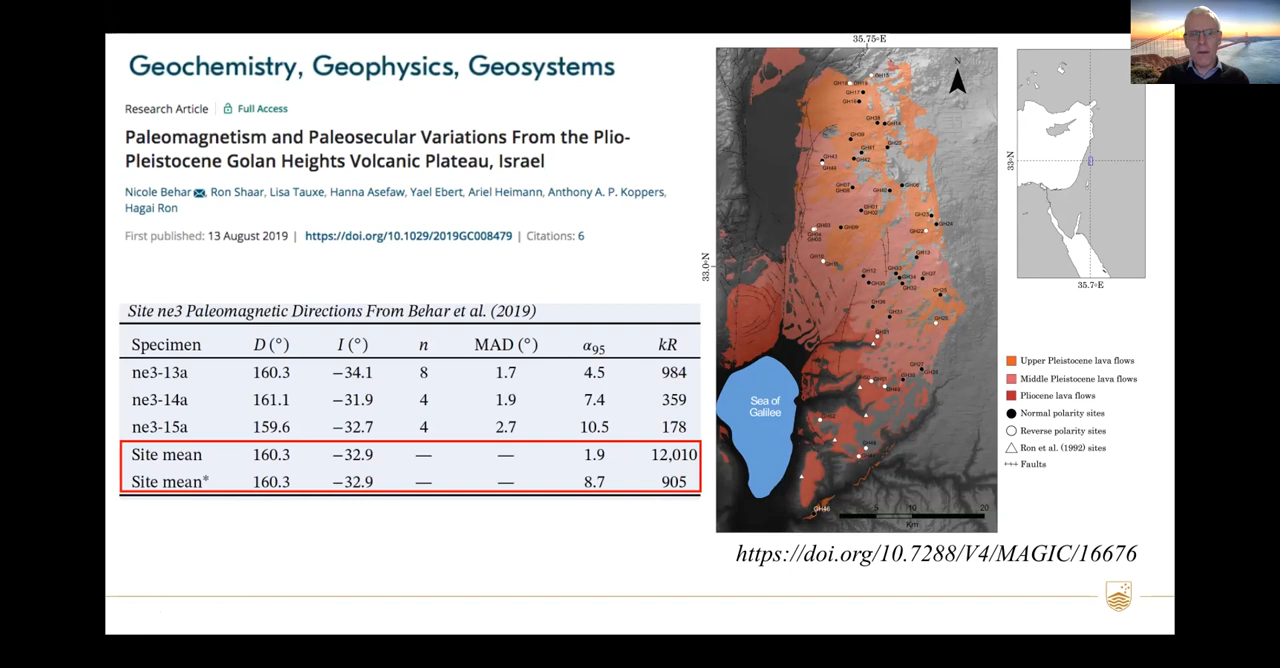 Geochemistry, Geophysics, Geosystems
Research Article Full Access
Paleomagnetism and Paleosecular Variations From the Plio-
Pleistocene Golan Heights Volcanic Plateau, Israel
Nicole Behar, Ron Shaar, Lisa Tauxe, Hanna Asefaw, Yael Ebert, Ariel Heimann, Anthony A. P. Koppers,
Hagai Ron
First published: 13 August 2019 | https://doi.org/10.1029/2019GC008479 | Citations: 6
Site ne3 Paleomagnetic Directions From Behar et al. (2019)
Specimen D (°) I (°) n MAD (°) α95 kR
ne3-13a 160.3 −34.1 8 1.7 4.5 984
ne3-14a 161.1 −31.9 4 1.9 7.4 359
ne3-15a 159.6 −32.7 4 2.7 10.5 178
Site mean 160.3 −32.9 — — 1.9 12,010
Site mean* 160.3 −32.9 — — 8.7 905
35.75°E
33.0°N
N
Sea of
Galilee
GH46
5 10 20
Km
33°N
35.7°E
Upper Pleistocene lava flows
Middle Pleistocene lava flows
Pliocene lava flows
Normal polarity sites
Reverse polarity sites
Ron et al. (1992) sites
Faults
https://doi.org/10.7288/V4/MAGIC/16676